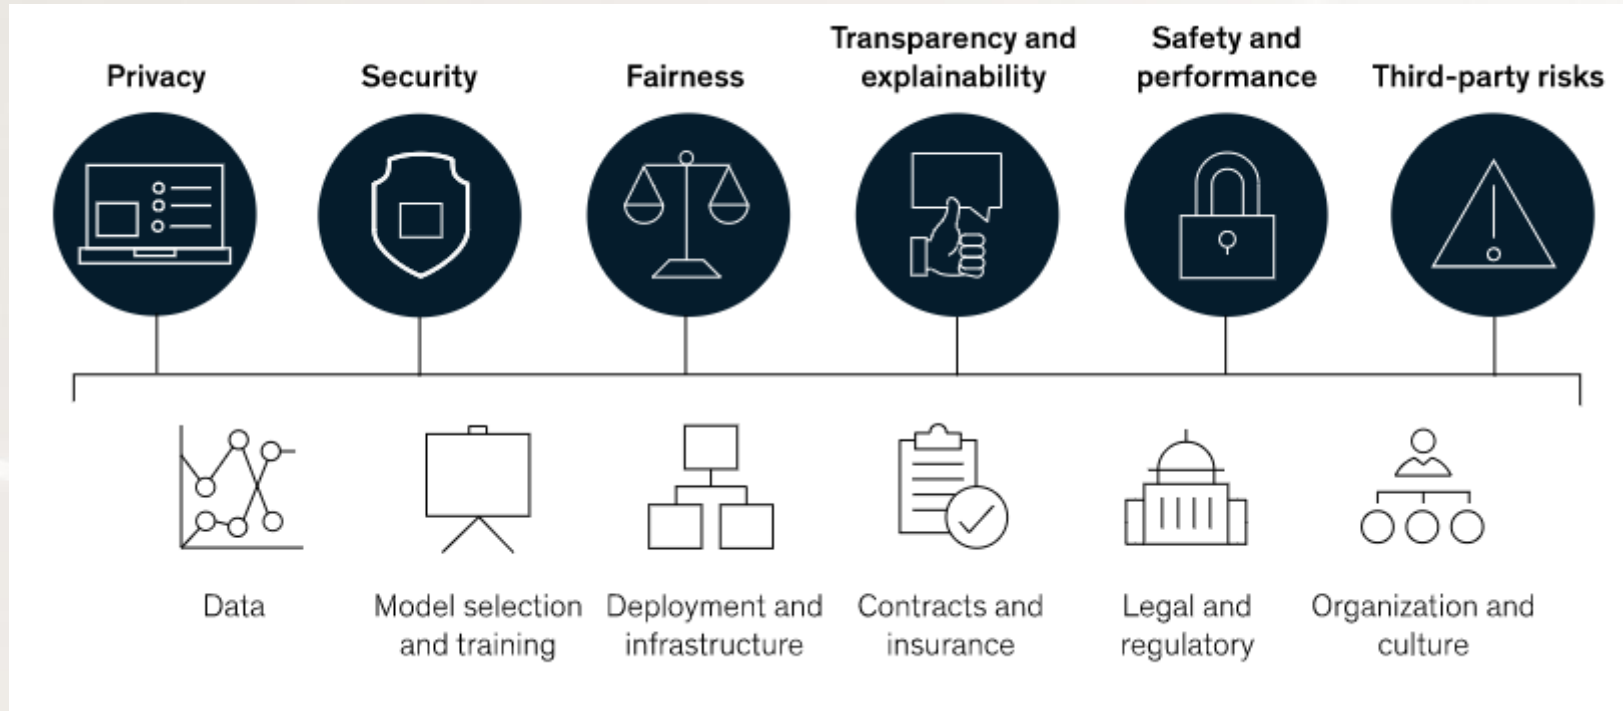 Privacy
Security
Fairness
Transparency and
explainability
Safety and
performance
Third-party risks
Data
Model selection
and training
Deployment and
infrastructure
Contracts and
insurance
Legal and
regulatory
Organization and
culture